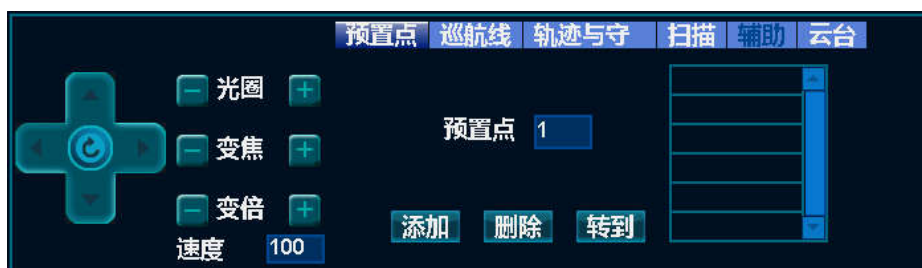 预置点 巡航线 轨迹与守 扫描 辅助 云台
- 光圈 +
预置点 1
- 变焦 +
- 变倍 +
添加 删除 转到
速度 100